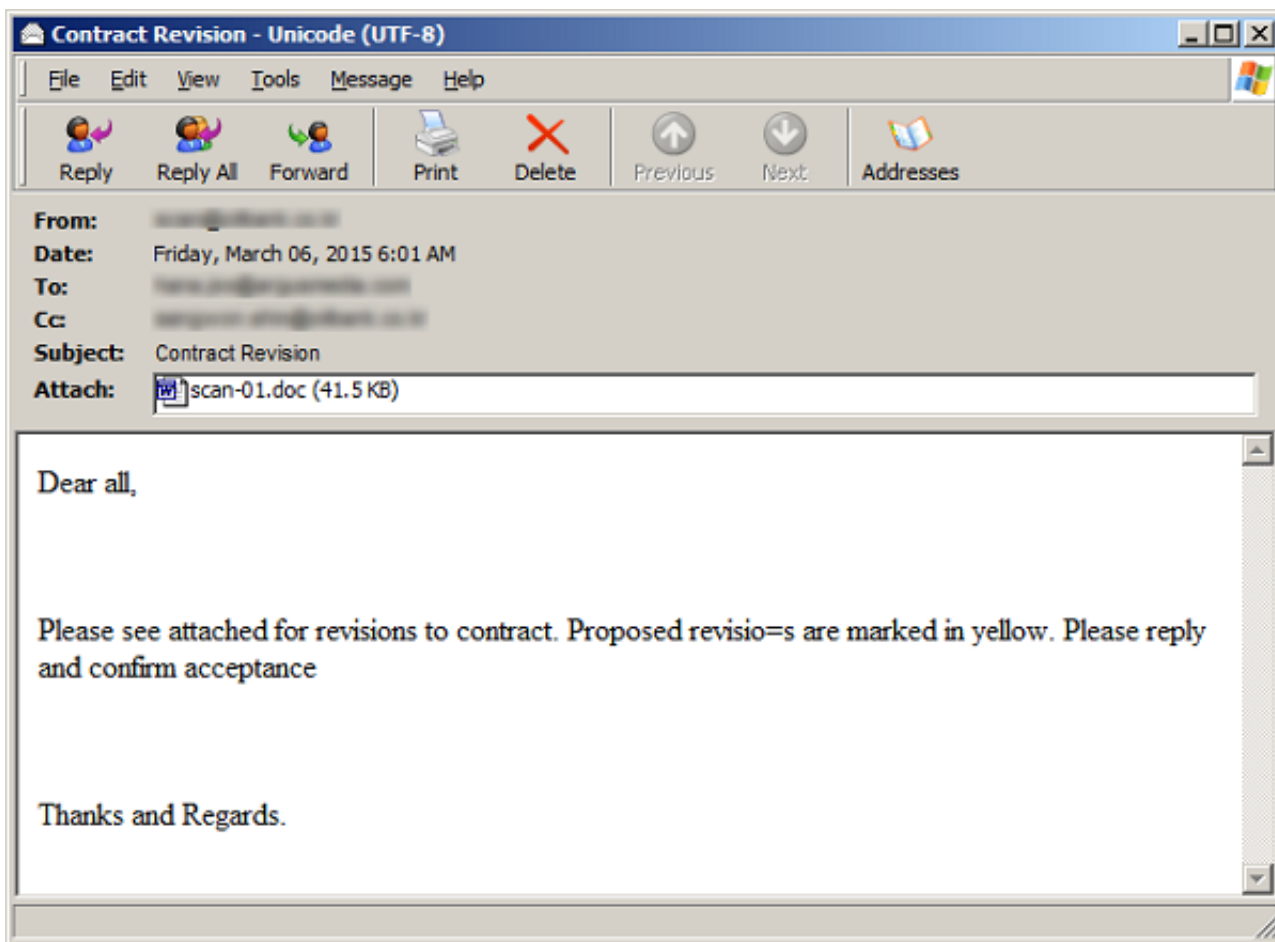 Contract Revision - Unicode (UTF-8)
File Edit View Tools Message Help
Reply Reply All Forward Print Delete Previous Next Addresses
From:
Date: Friday, March 06, 2015 6:01 AM
To:
Cc:
Subject: Contract Revision
Attach: scan-01.doc (41.5 KB)
Dear all,
Please see attached for revisions to contract. Proposed revisio=s are marked in yellow. Please reply
and confirm acceptance
Thanks and Regards.